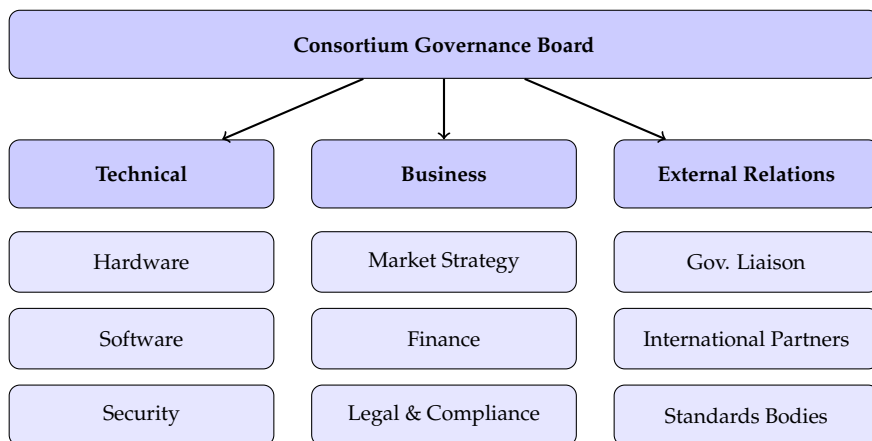 Consortium Governance Board
Technical
Business
External Relations
Hardware
Market Strategy
Gov. Liaison
Software
Finance
International Partners
Security
Legal & Compliance
Standards Bodies